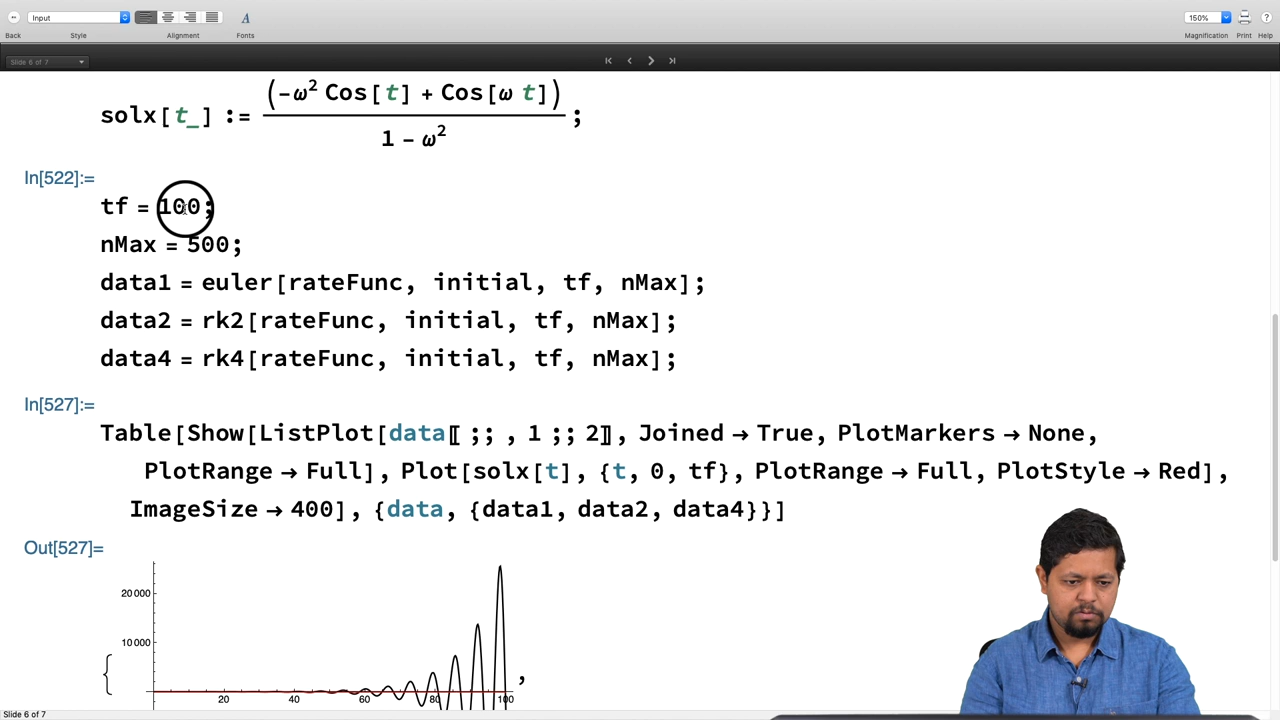 Input
150%
Back
Style
Alignment
Fonts
Magnification
Print
Help
Slide 6 of 7
solx[t_] := (-ω² Cos[t] + Cos[ω t]) / 1 - ω² ;
In[522]:=
tf = 100;
nMax = 500;
data1 = euler[rateFunc, initial, tf, nMax];
data2 = rk2[rateFunc, initial, tf, nMax];
data4 = rk4[rateFunc, initial, tf, nMax];
In[527]:=
Table[Show[ListPlot[data〚 ;; , 1 ;; 2〛, Joined → True, PlotMarkers → None,
PlotRange → Full], Plot[solx[t], {t, 0, tf}, PlotRange → Full, PlotStyle → Red],
ImageSize → 400], {data, {data1, data2, data4}}]
Out[527]=
20 000
10 000
{
20 40 60 80 100
,
Slide 6 of 7